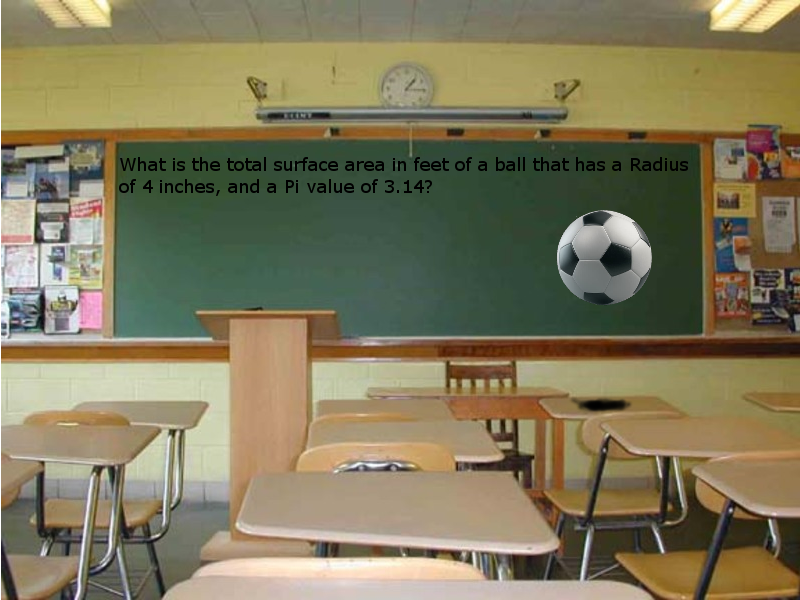 What is the total surface area in feet of a ball that has a Radius
of 4 inches, and a Pi value of 3.14?